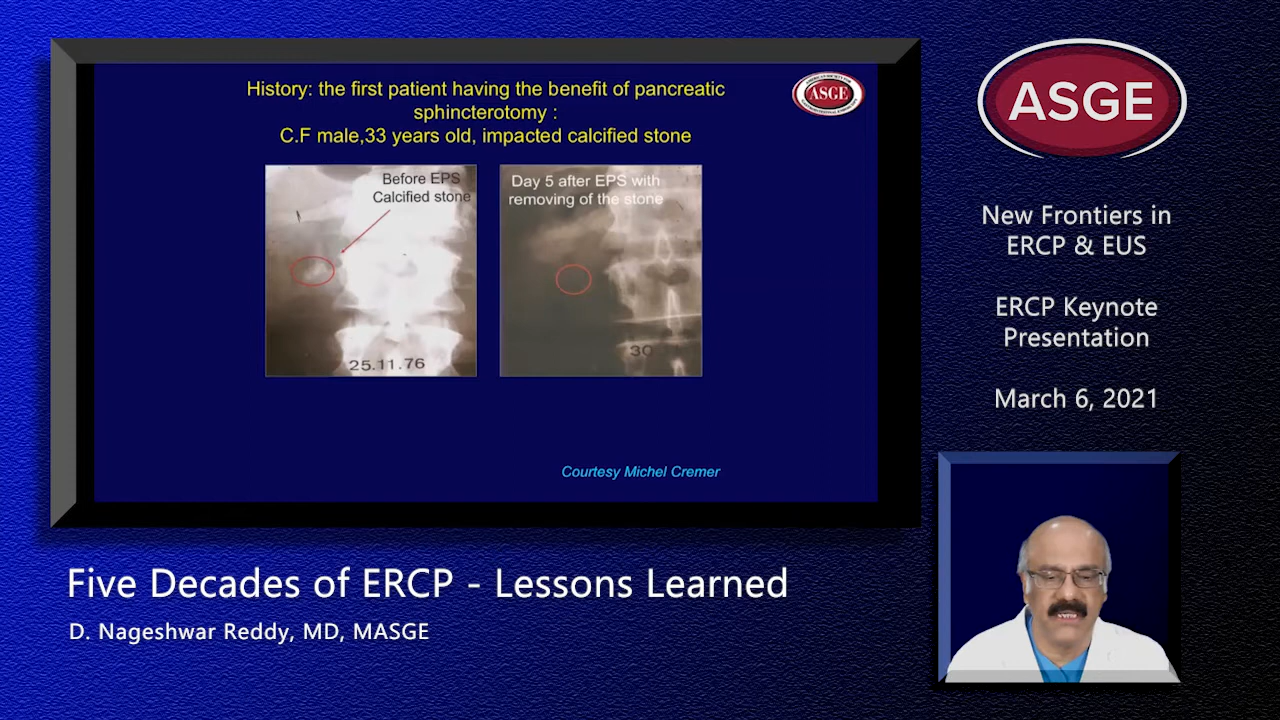 History: the first patient having the benefit of pancreatic
sphincterotomy :
C.F male,33 years old, impacted calcified stone
ASGE
Before EPS
Calcified stone
25.11.76
Day 5 after EPS with
removing of the stone
30
Courtesy Michel Cremer
ASGE
New Frontiers in
ERCP & EUS
ERCP Keynote
Presentation
March 6, 2021
Five Decades of ERCP - Lessons Learned
D. Nageshwar Reddy, MD, MASGE